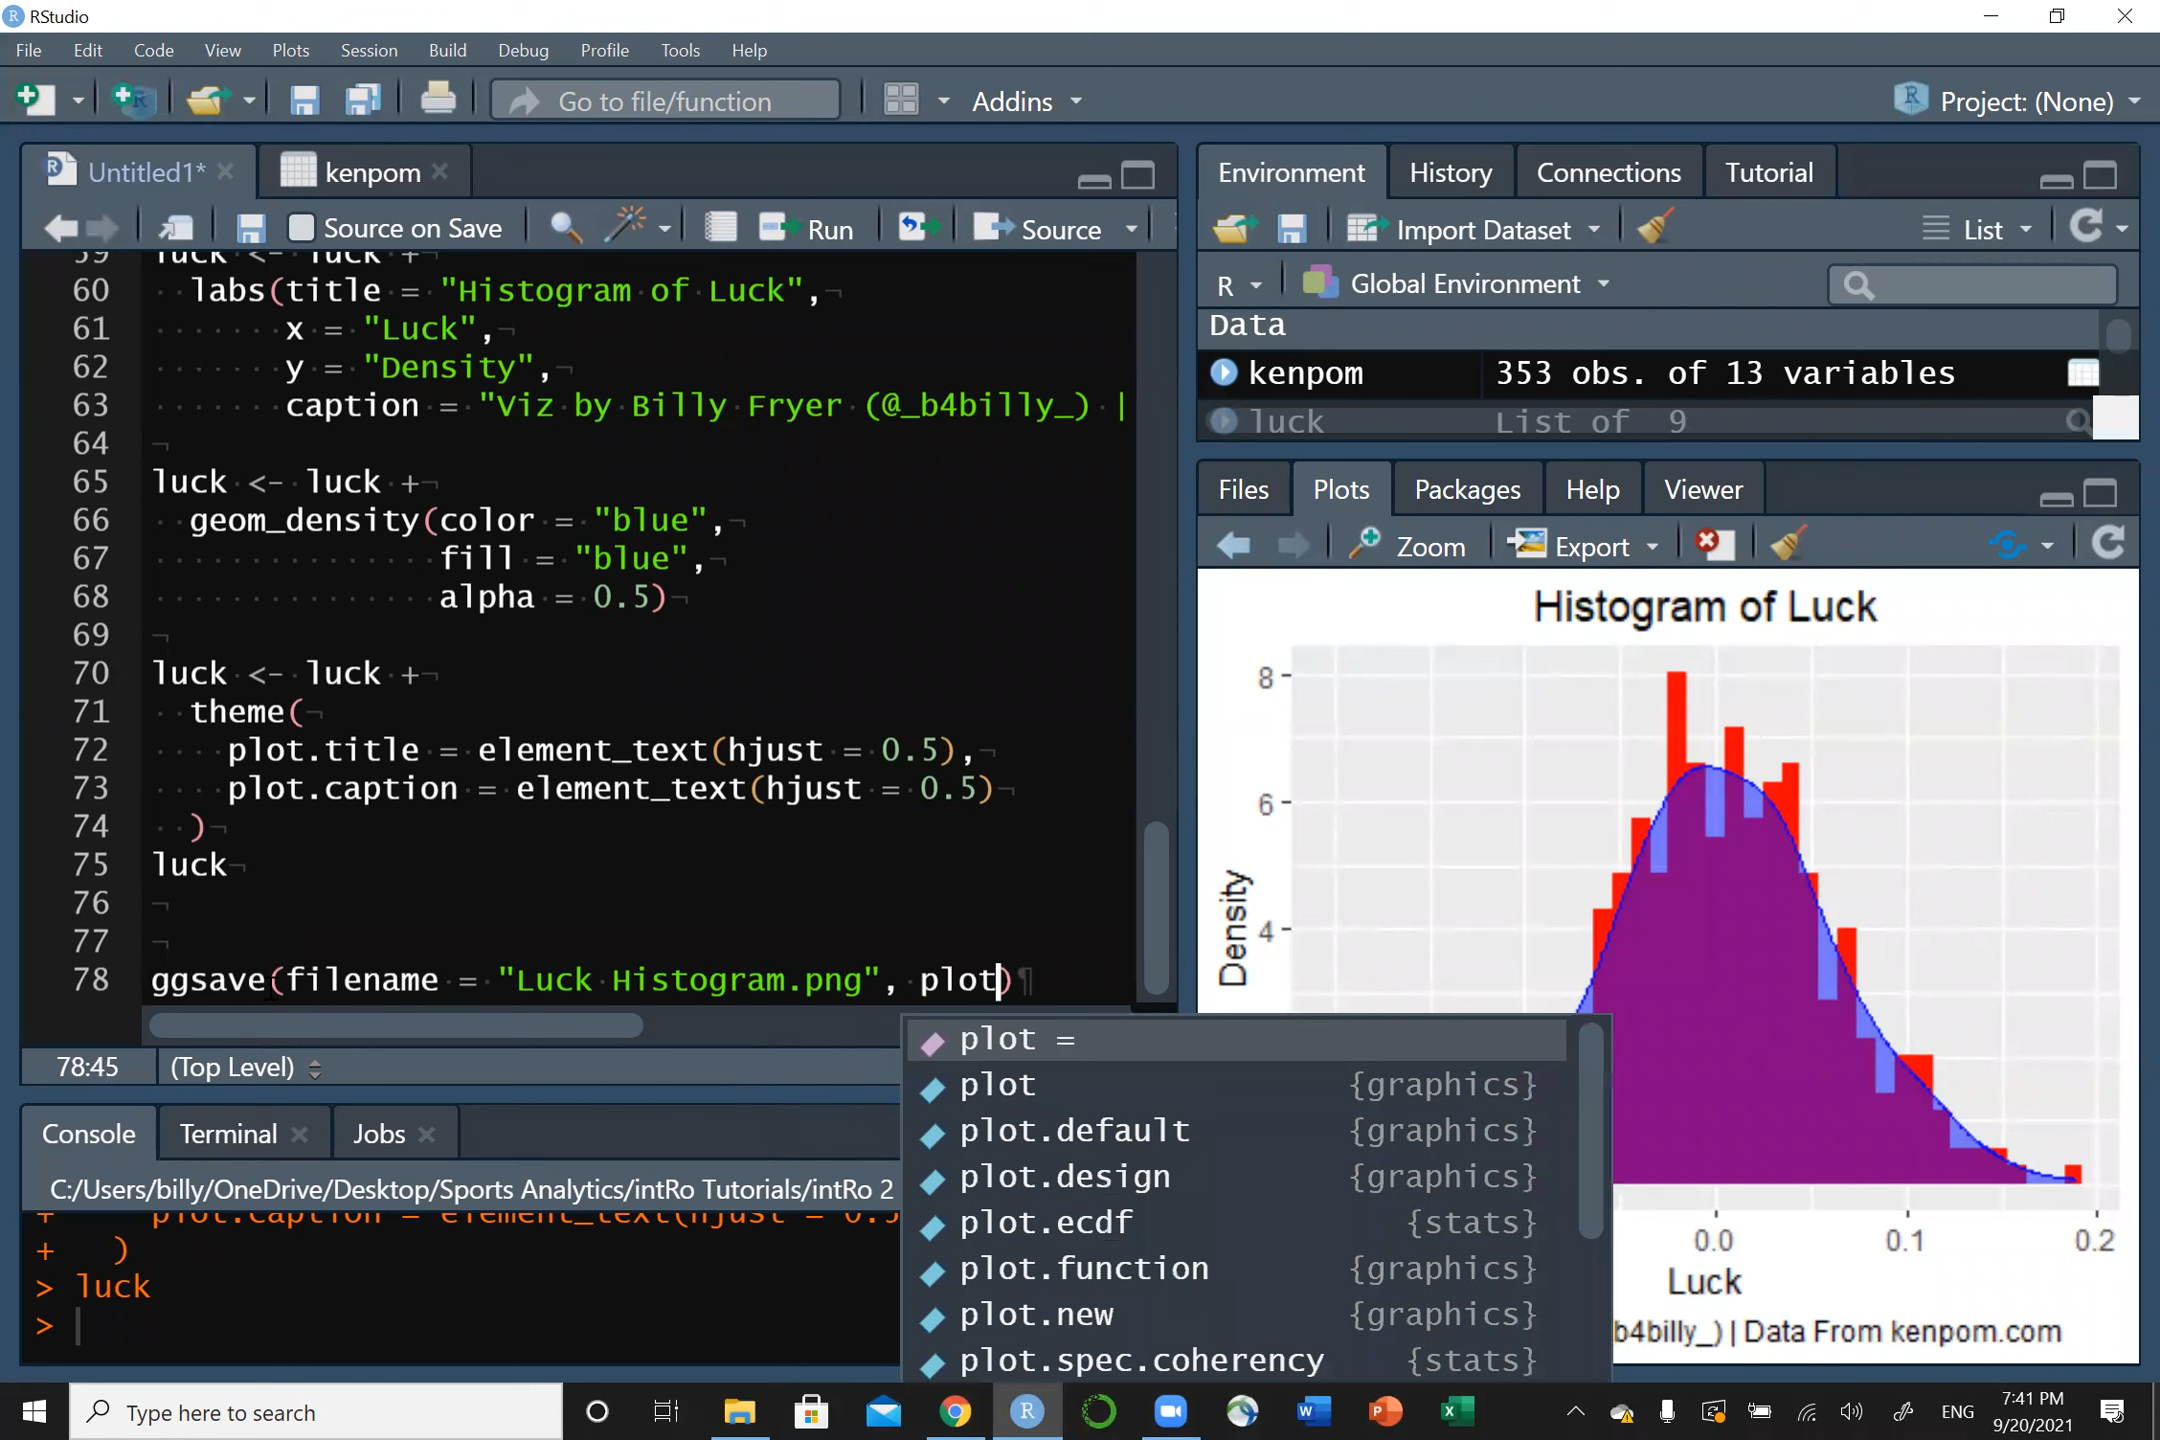 RStudio
File Edit Code View Plots Session Build Debug Profile Tools Help
Go to file/function Addins Project: (None)
Untitled1* kenpom
Source on Save Run Source
59 luck <- luck +
60 labs(title = "Histogram of Luck",
61 x = "Luck",
62 y = "Density",
63 caption = "Viz by Billy Fryer (@_b4billy_) |
64
65 luck <- luck +
66 geom_density(color = "blue",
67 fill = "blue",
68 alpha = 0.5)
69
70 luck <- luck +
71 theme(
72 plot.title = element_text(hjust = 0.5),
73 plot.caption = element_text(hjust = 0.5)
74 )
75 luck
76
77
78 ggsave(filename = "Luck Histogram.png", plot)
78:45 (Top Level)
plot =
plot {graphics}
plot.default {graphics}
plot.design {graphics}
plot.ecdf {stats}
plot.function {graphics}
plot.new {graphics}
plot.spec.coherency {stats}
Console Terminal Jobs
C:/Users/billy/OneDrive/Desktop/Sports Analytics/intRo Tutorials/intRo 2
+ plot.caption = element_text(hjust = 0.5
+ )
> luck
>
Environment History Connections Tutorial
Import Dataset List
R Global Environment
Data
kenpom 353 obs. of 13 variables
luck List of 9
Files Plots Packages Help Viewer
Zoom Export
Histogram of Luck
8
6
4
Density
0.0 0.1 0.2
Luck
b4billy_) | Data From kenpom.com
Type here to search
ENG
7:41 PM
9/20/2021